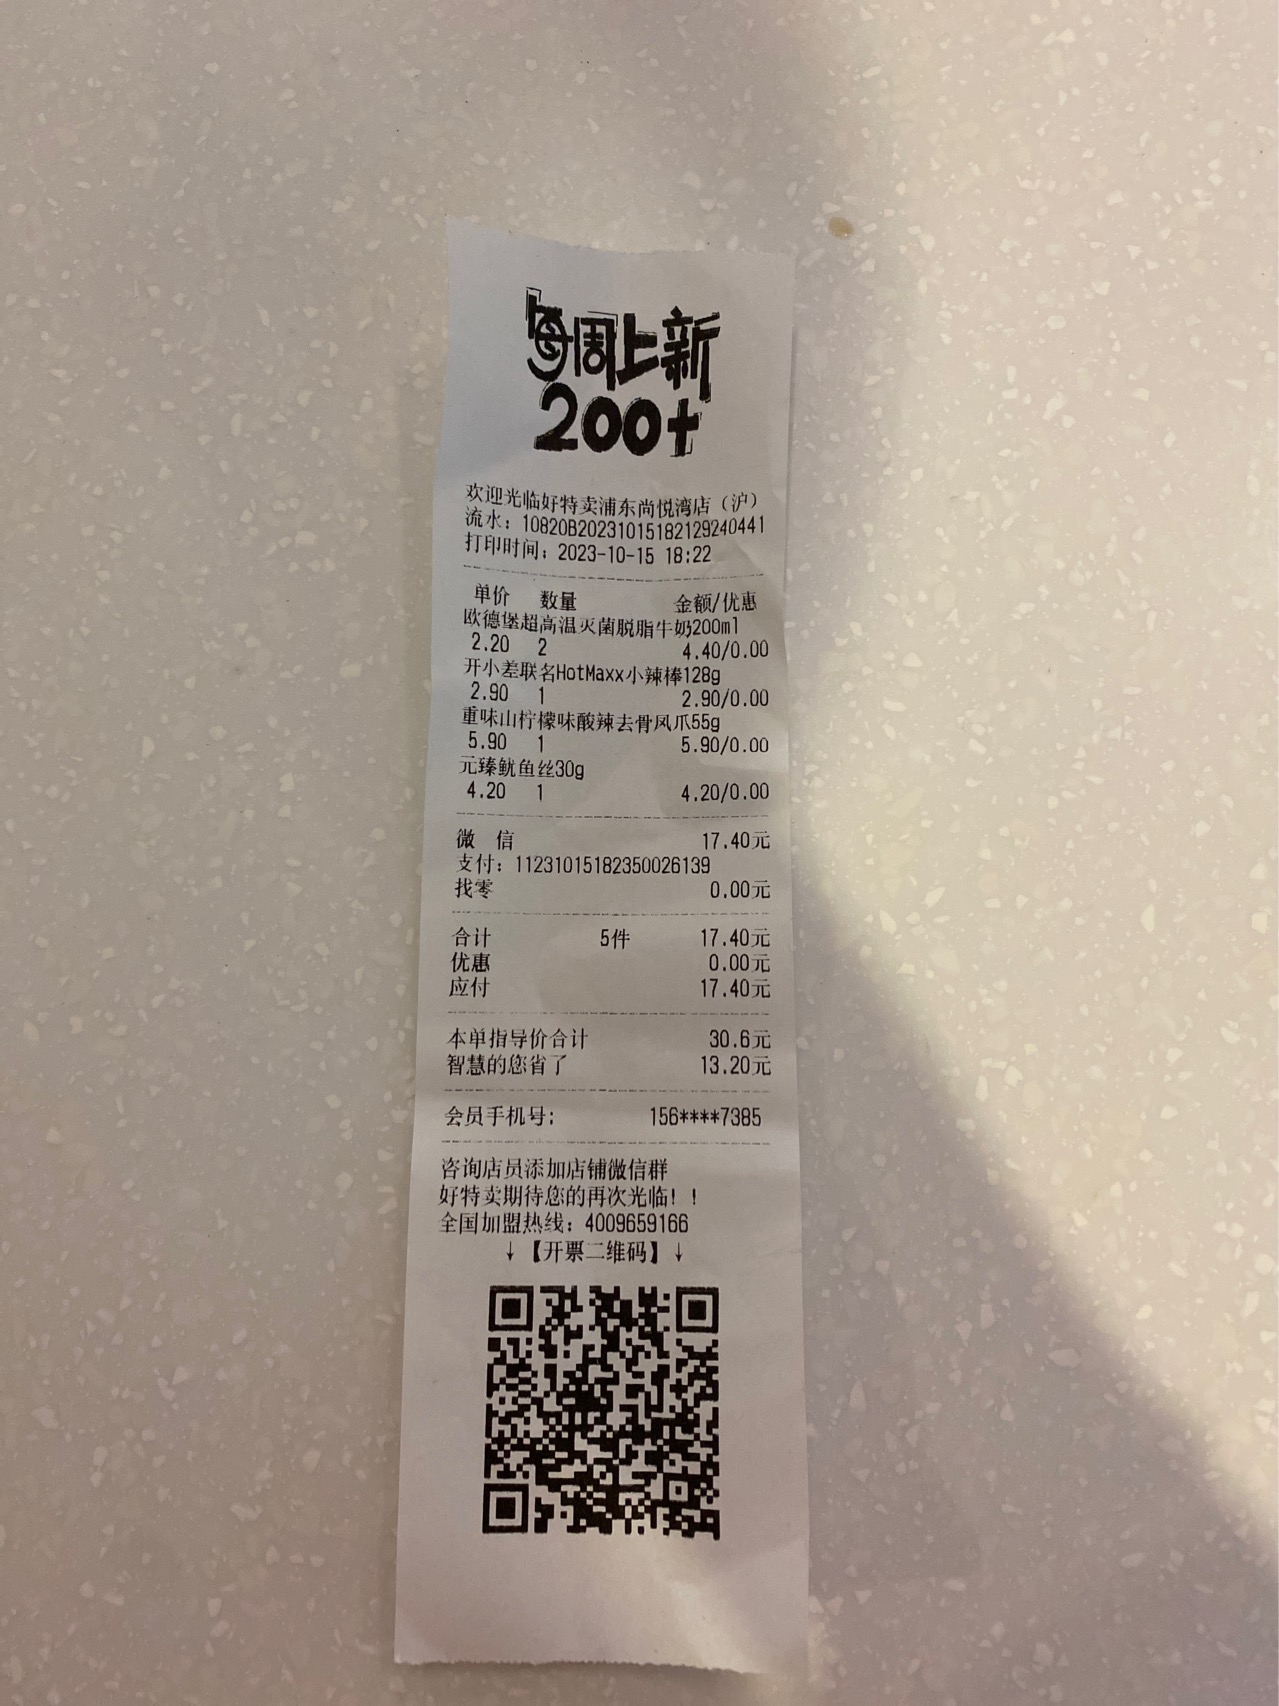 每周上新
200+
欢迎光临好特卖浦东尚悦湾店（沪）
流水：10820B202310151821292​40441
打印时间：2023-10-15 18:22
单价 数量 金额/优惠
欧德堡超高温灭菌脱脂牛奶200ml
2.20 2 4.40/0.00
开小差联名HotMaxx小辣棒128g
2.90 1 2.90/0.00
重味山柠檬味酸辣去骨凤爪55g
5.90 1 5.90/0.00
元臻鱿鱼丝30g
4.20 1 4.20/0.00
微 信 17.40元
支付：11231015182350026139
找零 0.00元
合计 5件 17.40元
优惠 0.00元
应付 17.40元
本单指导价合计 30.6元
智慧的您省了 13.20元
会员手机号: 156****7385
咨询店员添加店铺微信群
好特卖期待您的再次光临！！
全国加盟热线：4009659166
↓【开票二维码】↓